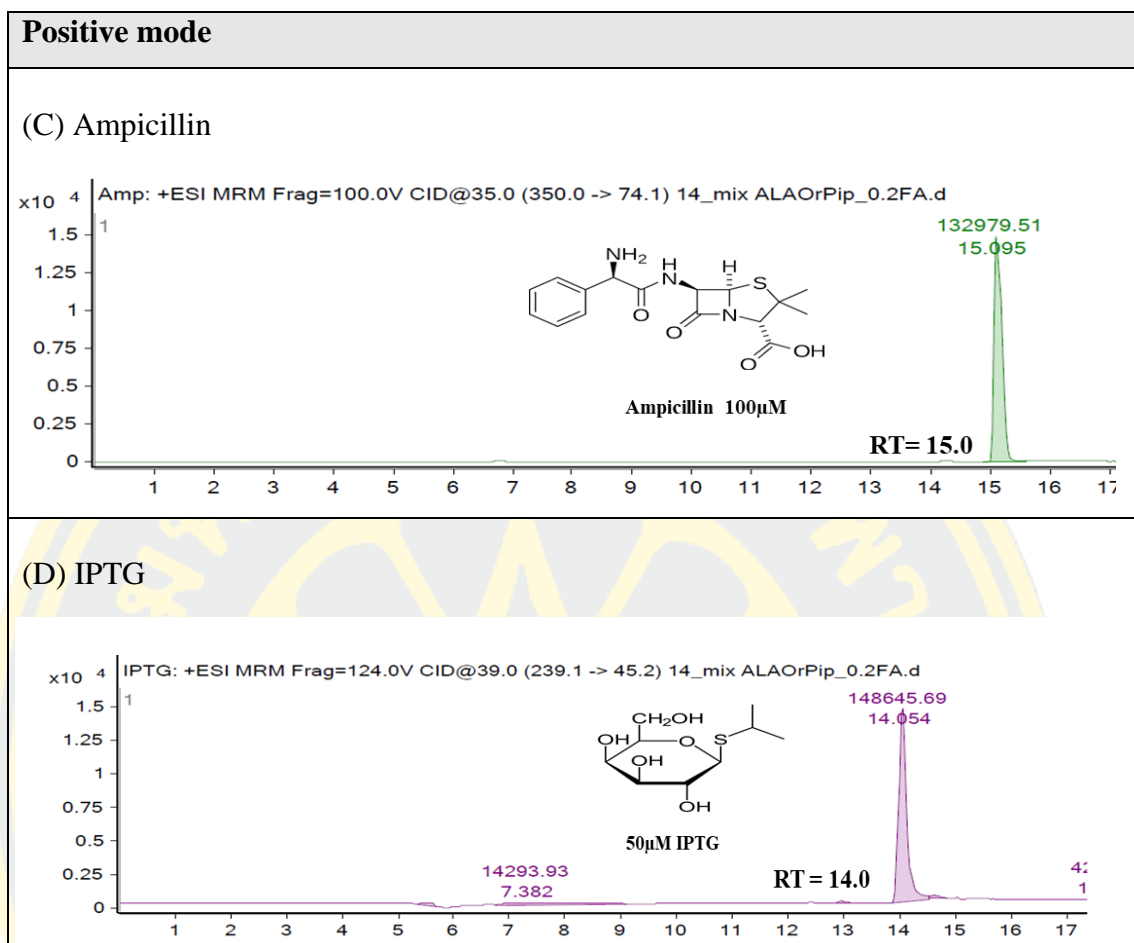 Positive mode
(C) Ampicillin
x10 4
Amp: +ESI MRM Frag=100.0V CID@35.0 (350.0 -> 74.1) 14_mix ALAOrPip_0.2FA.d
1
132979.51
15.095
1.5
1.25
1
0.75
0.5
0.25
0
NH2
H
N
H
S
O
N
O
O
OH
Ampicillin 100µM
RT= 15.0
1 2 3 4 5 6 7 8 9 10 11 12 13 14 15 16 17
(D) IPTG
x10 4
IPTG: +ESI MRM Frag=124.0V CID@39.0 (239.1 -> 45.2) 14_mix ALAOrPip_0.2FA.d
1
148645.69
14.054
1.5
1.25
1
0.75
0.5
0.25
0
CH2OH
OH
O
S
OH
OH
50µM IPTG
14293.93
7.382
RT = 14.0
1 2 3 4 5 6 7 8 9 10 11 12 13 14 15 16 17